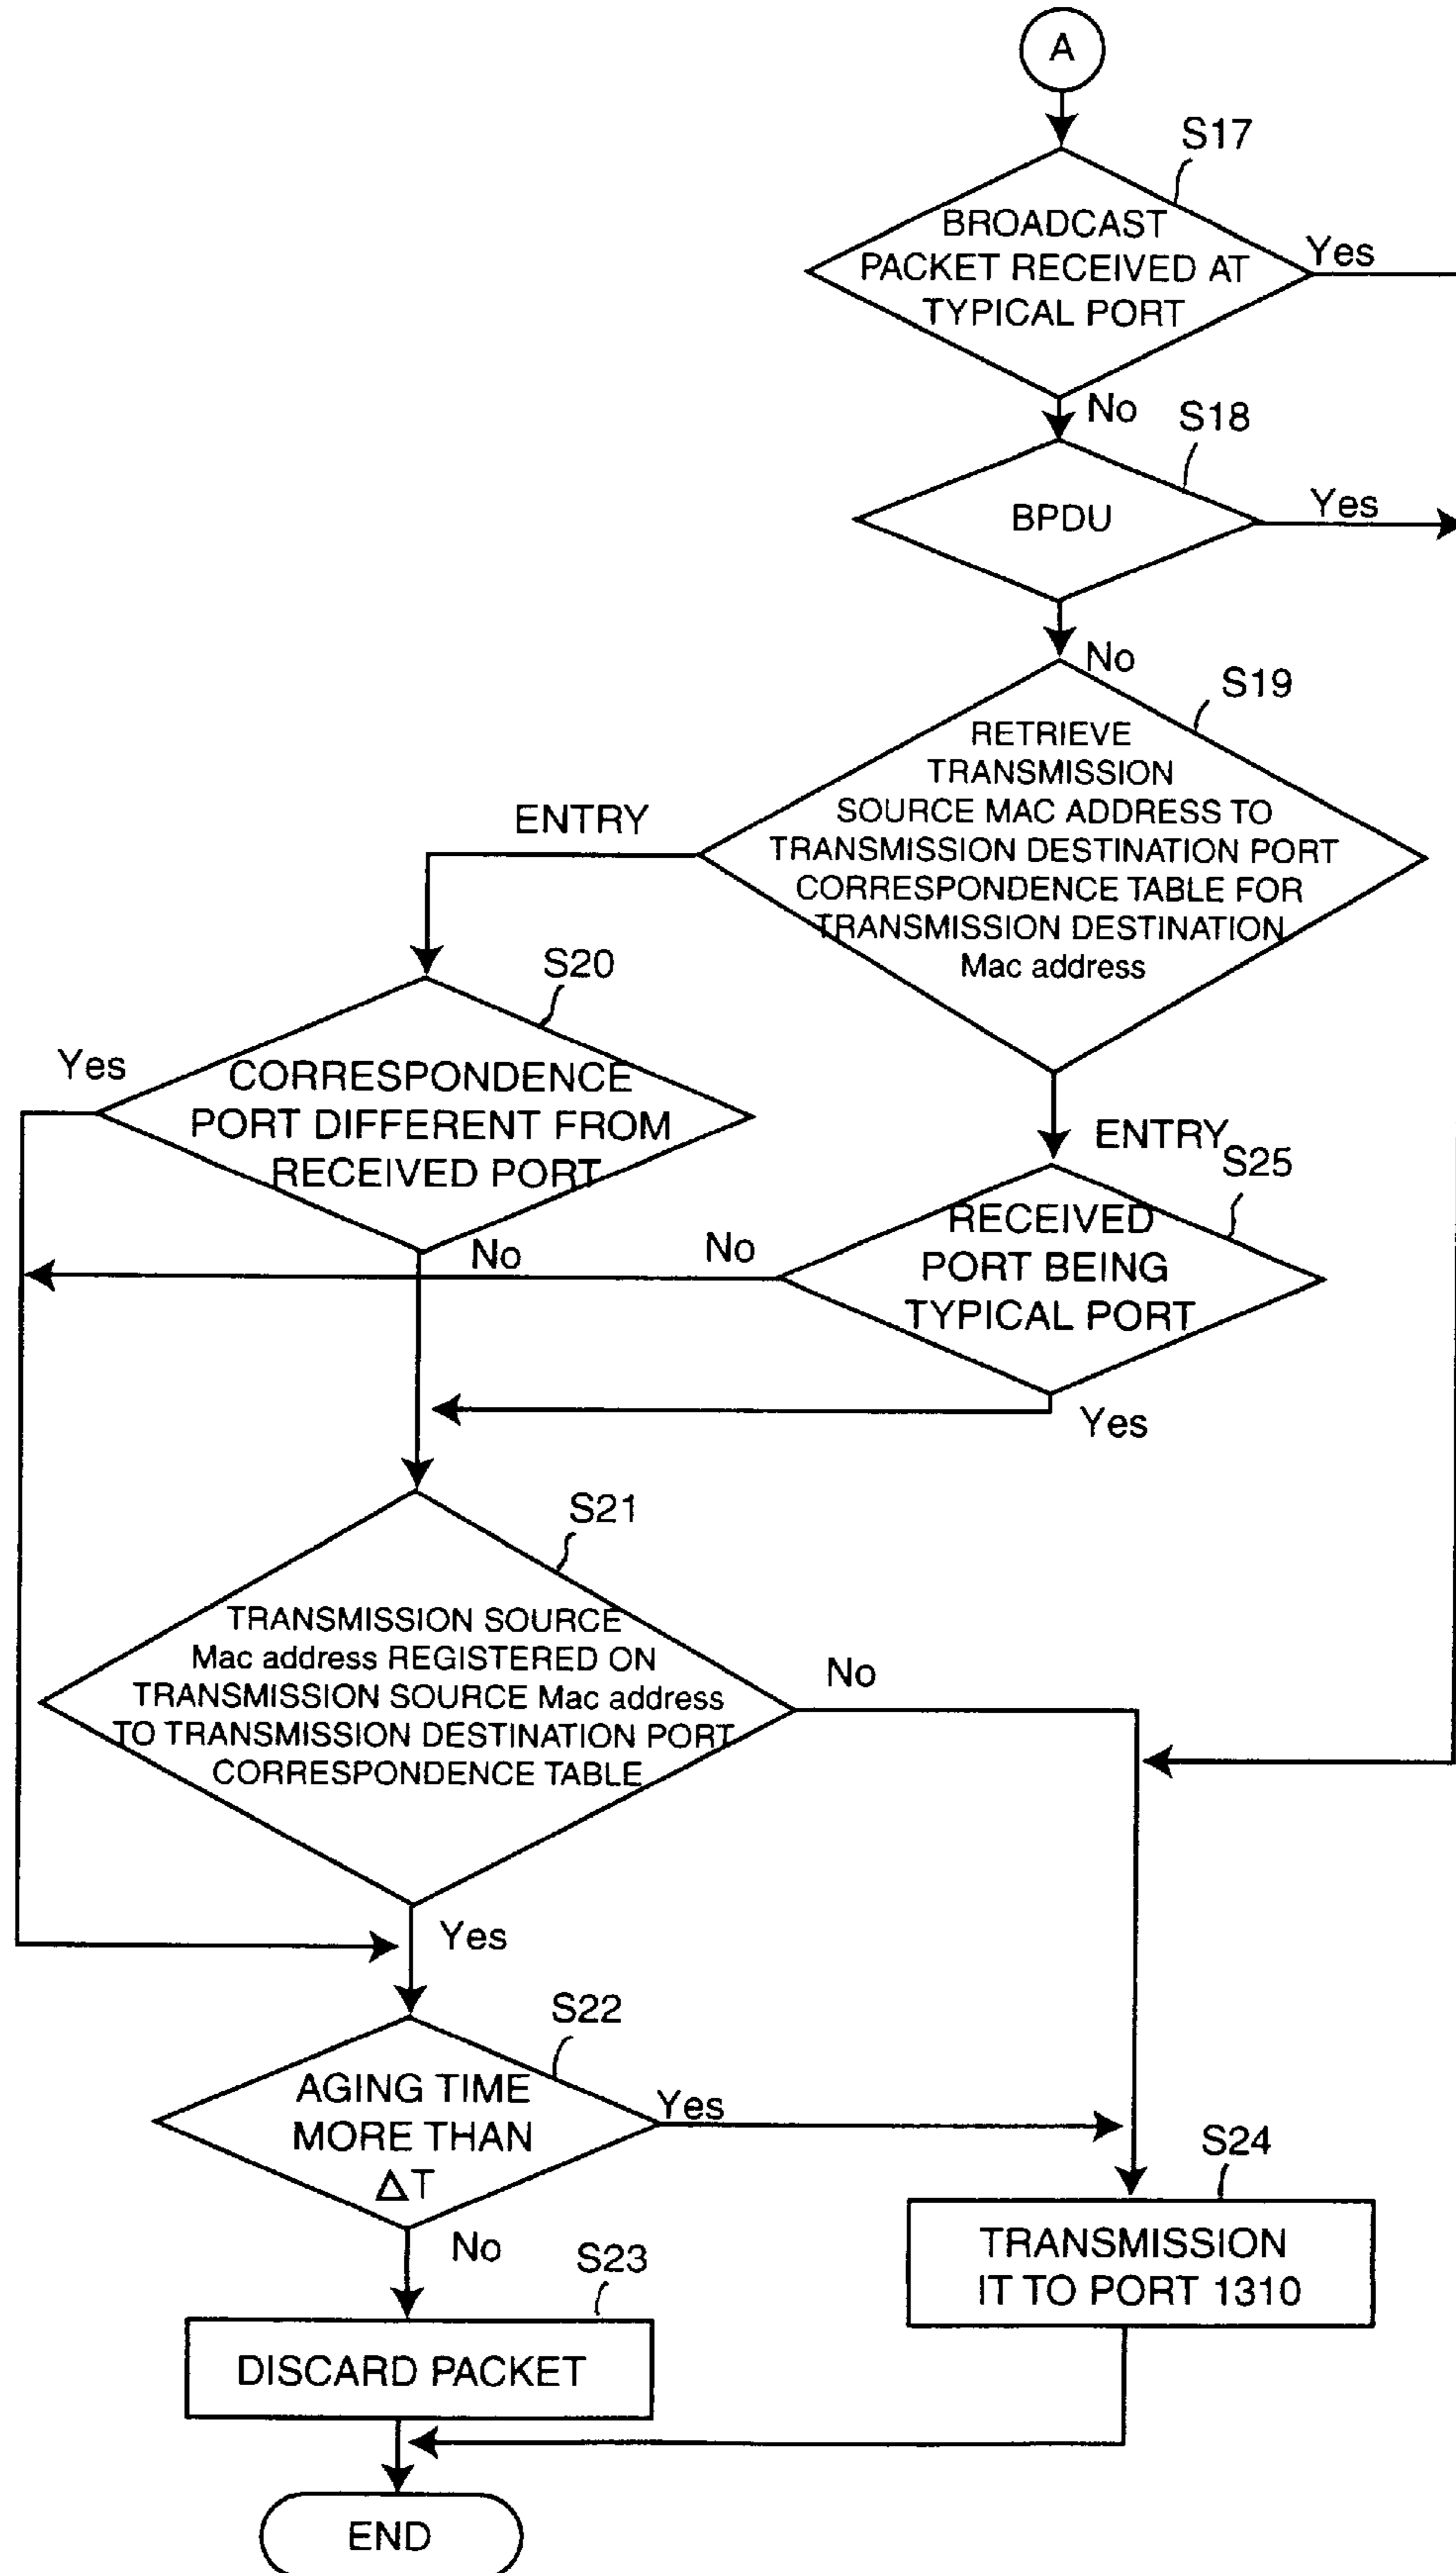 A
S17
BROADCAST
PACKET RECEIVED AT
TYPICAL PORT
Yes
No
S18
BPDU
Yes
No
S19
RETRIEVE
TRANSMISSION
SOURCE MAC ADDRESS TO
TRANSMISSION DESTINATION PORT
CORRESPONDENCE TABLE FOR
TRANSMISSION DESTINATION
Mac address
ENTRY
S20
Yes
CORRESPONDENCE
PORT DIFFERENT FROM
RECEIVED PORT
No
ENTRY
S25
RECEIVED
PORT BEING
TYPICAL PORT
No
Yes
S21
TRANSMISSION SOURCE
Mac address REGISTERED ON
TRANSMISSION SOURCE Mac address
TO TRANSMISSION DESTINATION PORT
CORRESPONDENCE TABLE
No
Yes
S22
AGING TIME
MORE THAN
ΔT
Yes
No
S23
DISCARD PACKET
S24
TRANSMISSION
IT TO PORT 1310
END